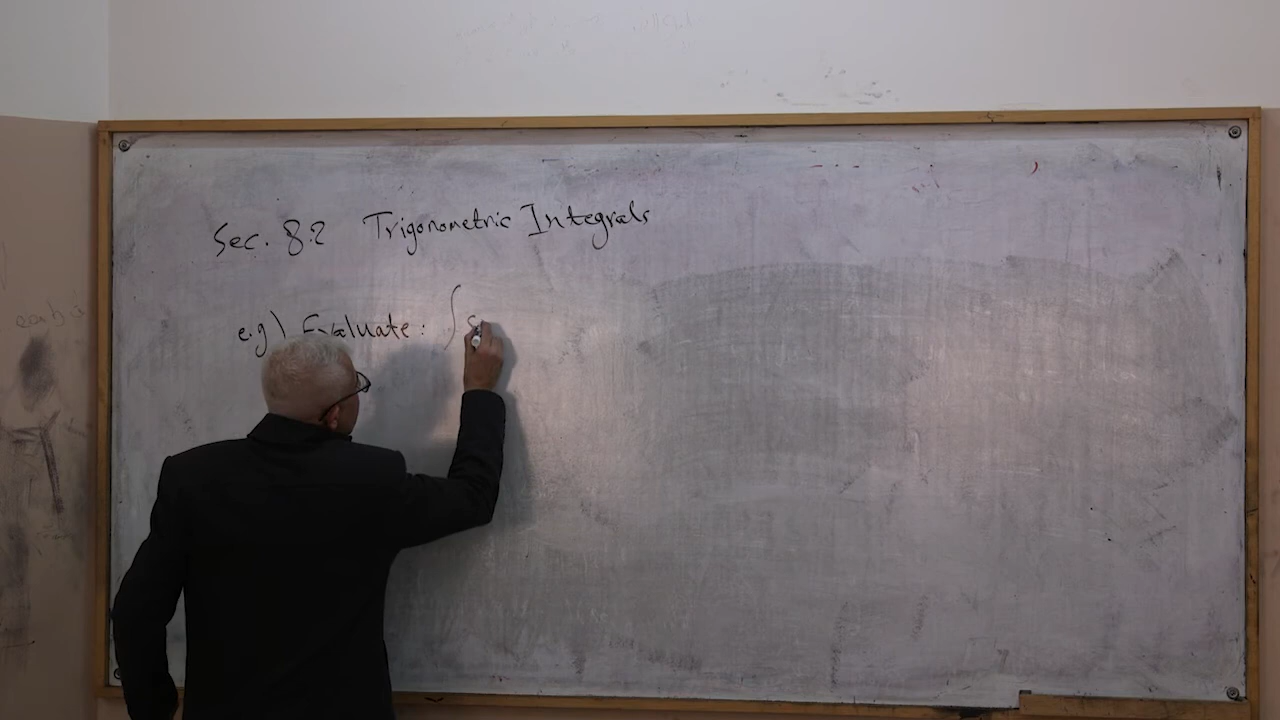 Sec. 8.2 Trigonometric Integrals
e.g) Evaluate: ∫